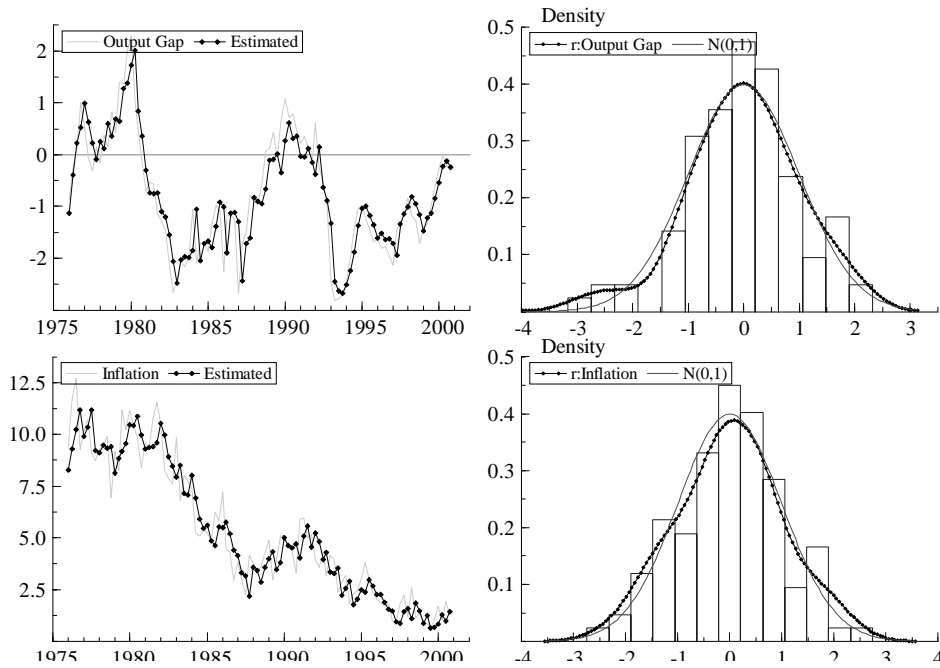 Density
Output Gap Estimated
r:Output Gap N(0,1)
2
1
0
-1
-2
0.5
0.4
0.3
0.2
0.1
1975 1980 1985 1990 1995 2000
-4 -3 -2 -1 0 1 2 3
Density
Inflation Estimated
r:Inflation N(0,1)
12.5
10.0
7.5
5.0
2.5
0.5
0.4
0.3
0.2
0.1
1975 1980 1985 1990 1995 2000
-4 -3 -2 -1 0 1 2 3 4